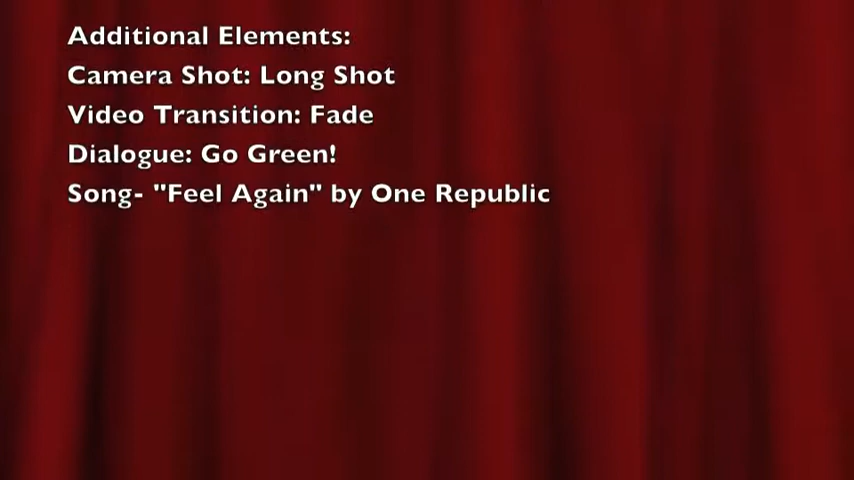 Additional Elements:
Camera Shot: Long Shot
Video Transition: Fade
Dialogue: Go Green!
Song- "Feel Again" by One Republic